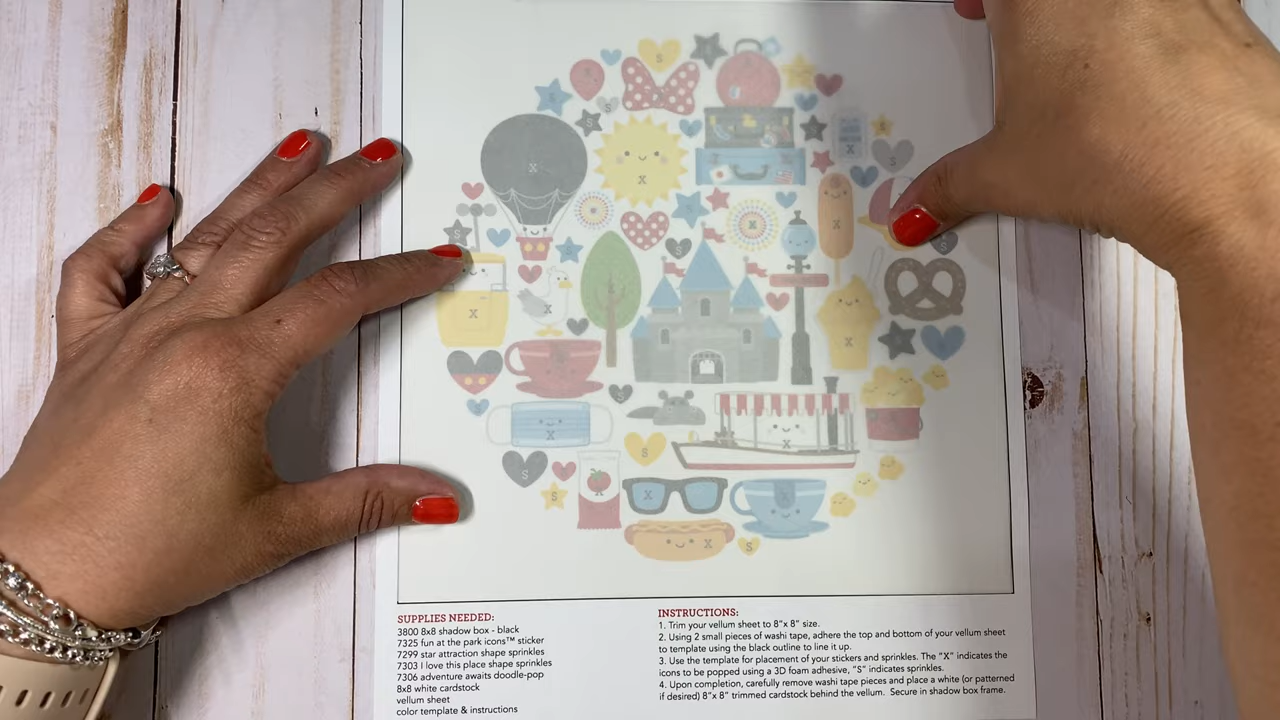 SUPPLIES NEEDED:
3800 8x8 shadow box - black
7325 fun at the park icons™ sticker
7299 star attraction shape sprinkles
7303 I love this place shape sprinkles
7306 adventure awaits doodle-pop
8x8 white cardstock
vellum sheet
color template & instructions
INSTRUCTIONS:
1. Trim your vellum sheet to 8"x 8" size.
2. Using 2 small pieces of washi tape, adhere the top and bottom of your vellum sheet
to template using the black outline to line it up.
3. Use the template for placement of your stickers and sprinkles. The "X" indicates the
icons to be popped using a 3D foam adhesive, "S" indicates sprinkles.
4. Upon completion, carefully remove washi tape pieces and place a white (or patterned
if desired) 8"x 8" trimmed cardstock behind the vellum. Secure in shadow box frame.